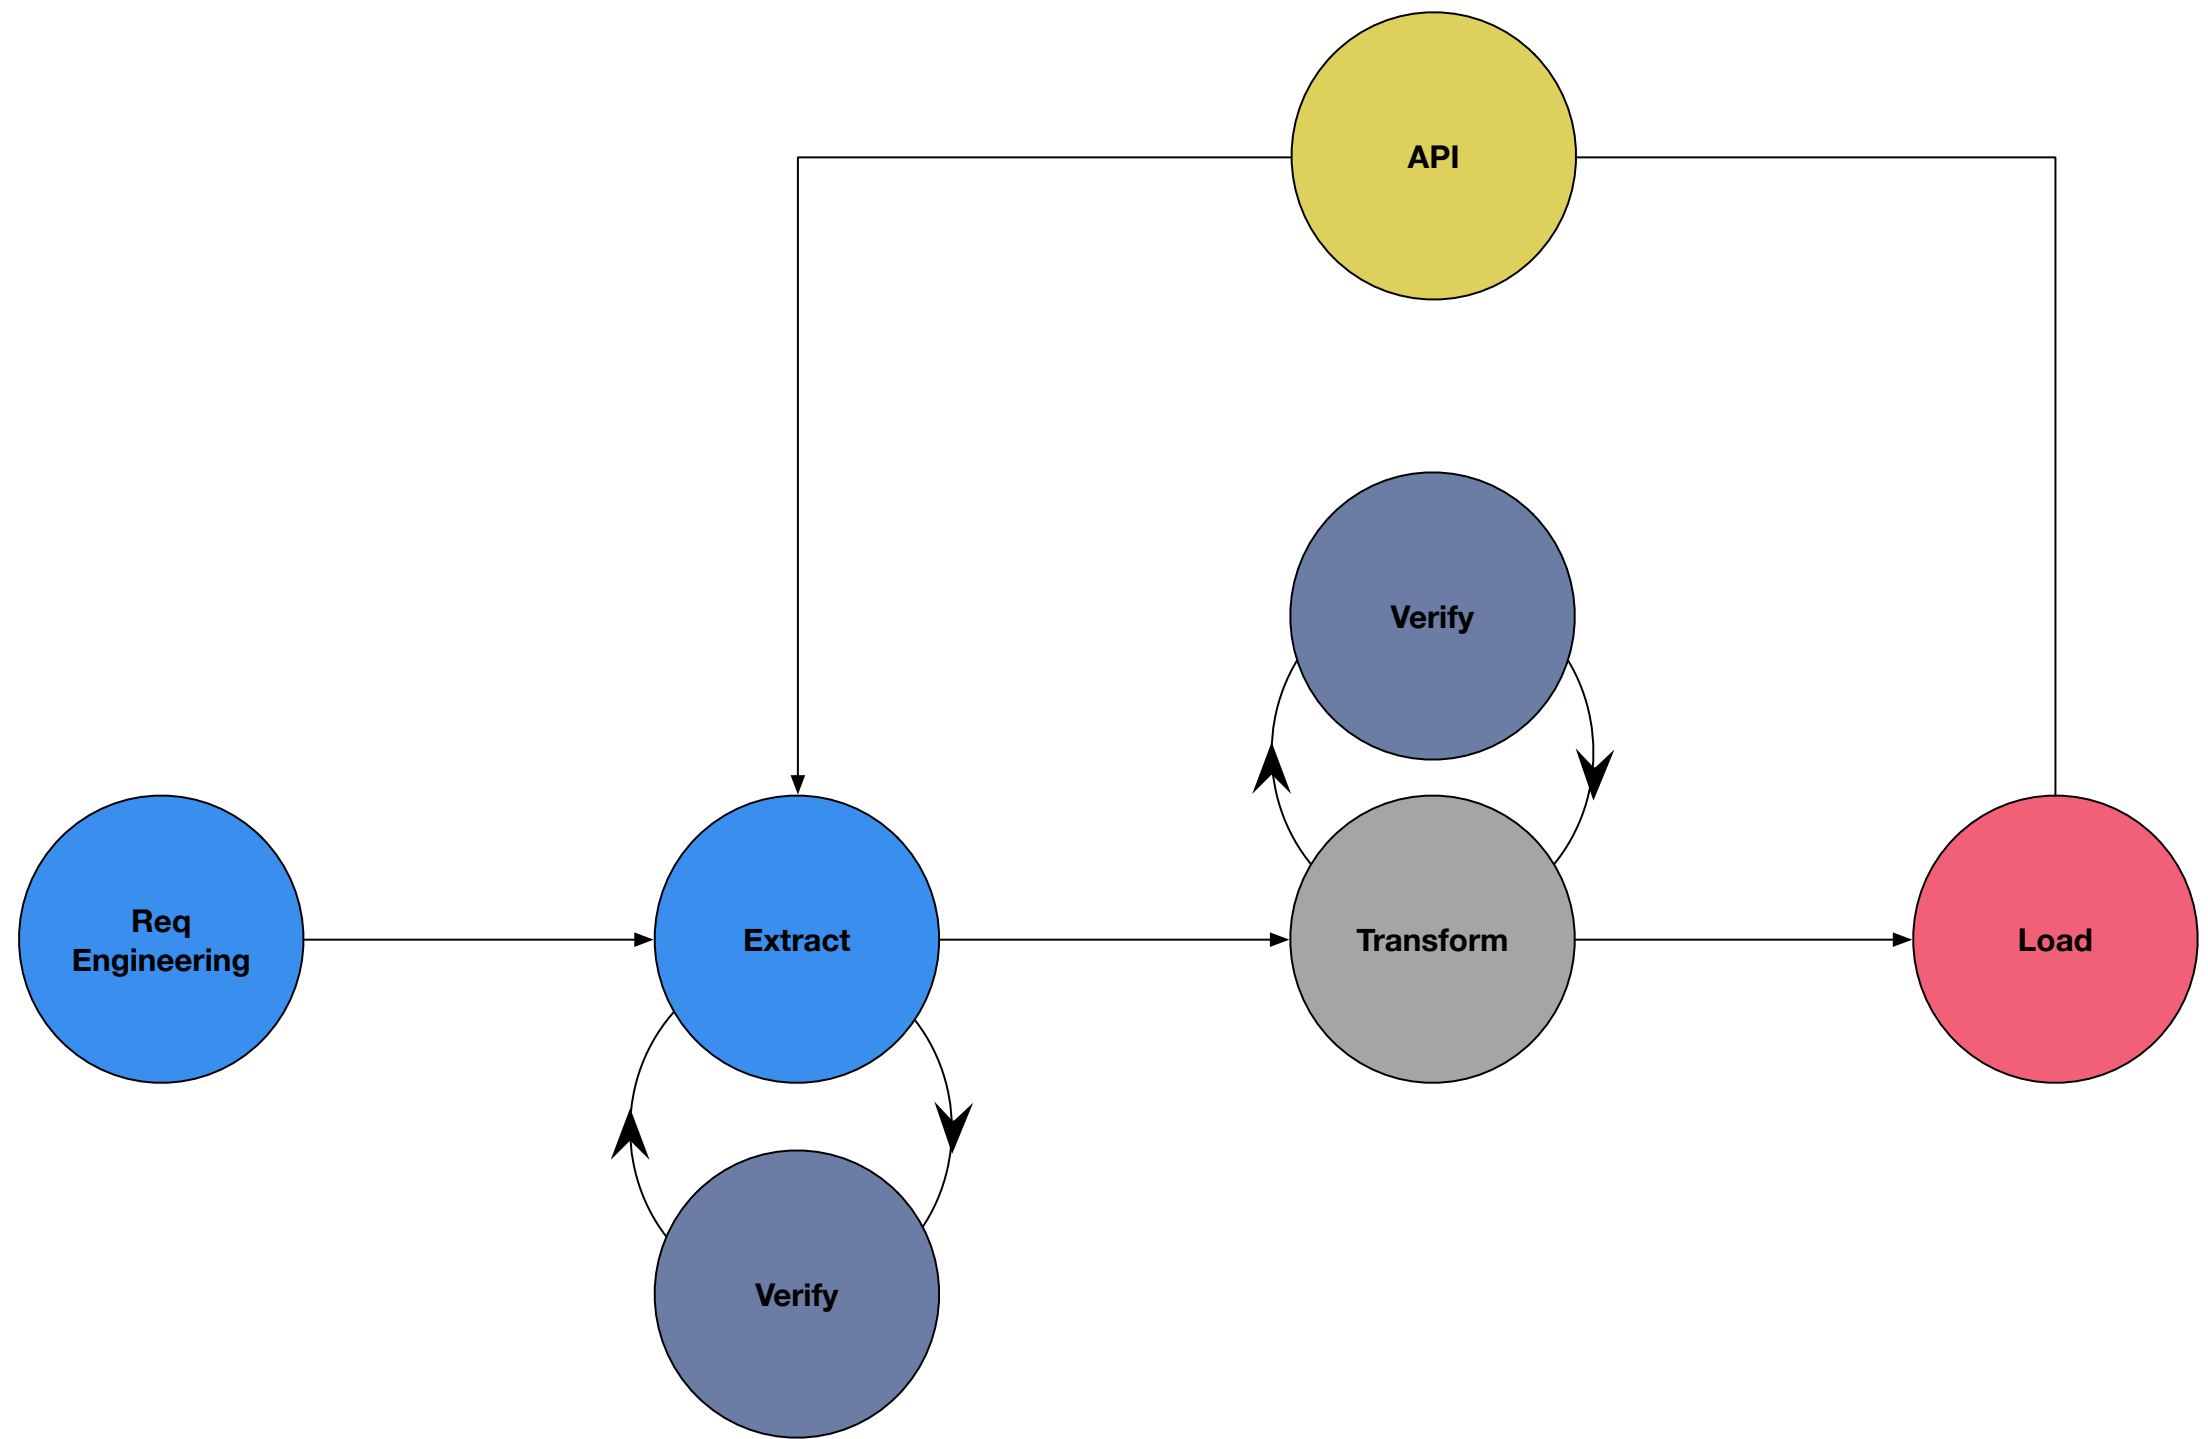 API
Verify
Req
Engineering
Extract
Transform
Load
Verify